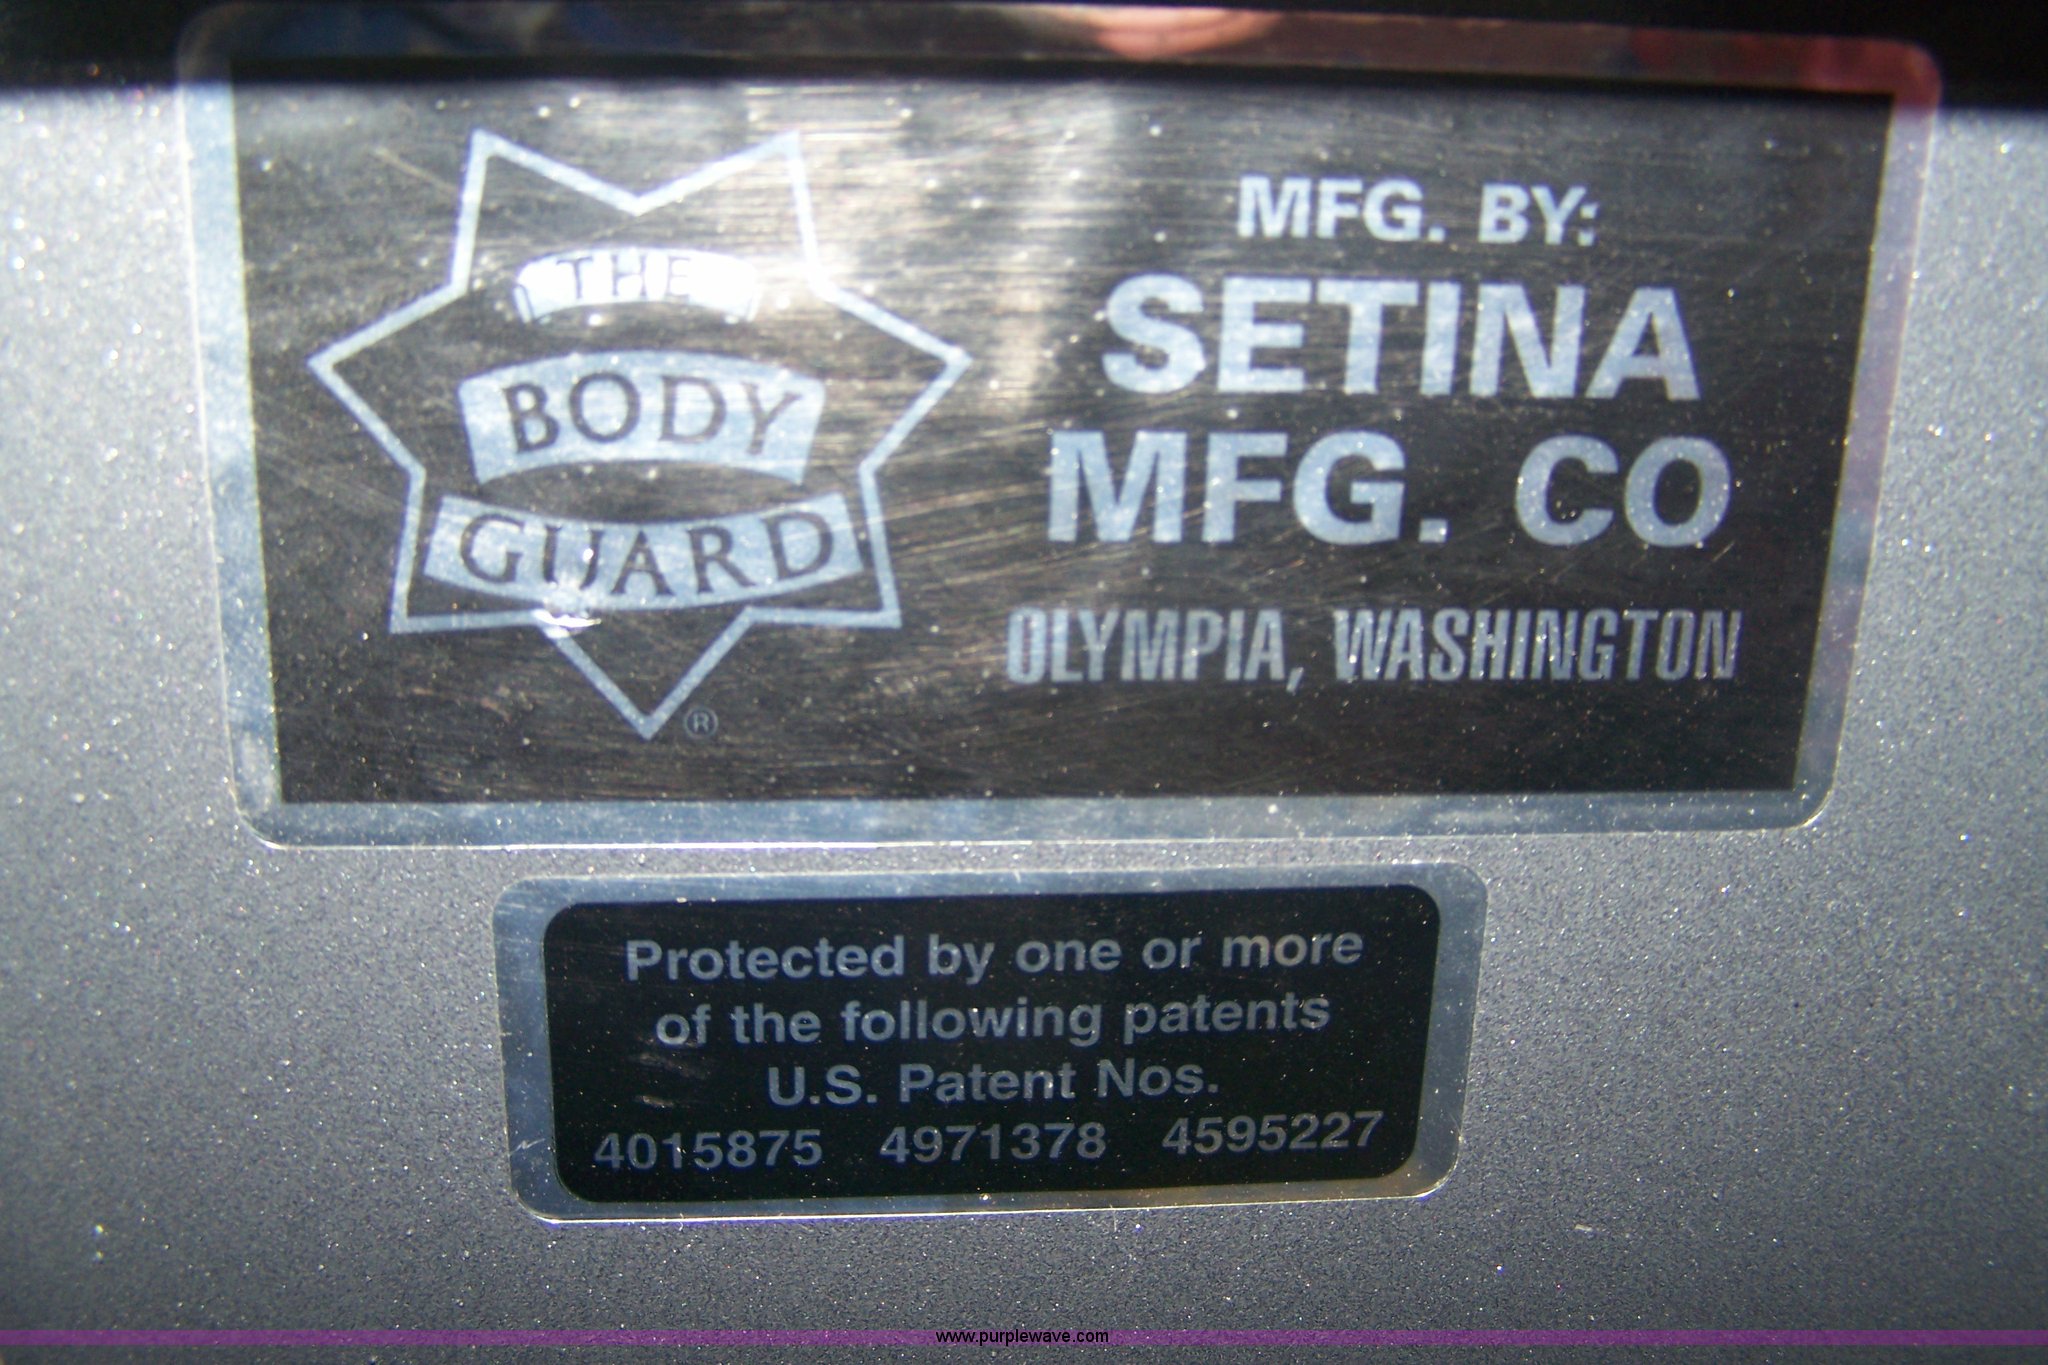 THE
BODY
GUARD
®
MFG. BY:
SETINA
MFG. CO
OLYMPIA, WASHINGTON
Protected by one or more
of the following patents
U.S. Patent Nos.
4015875 4971378 4595227
www.purplewave.com